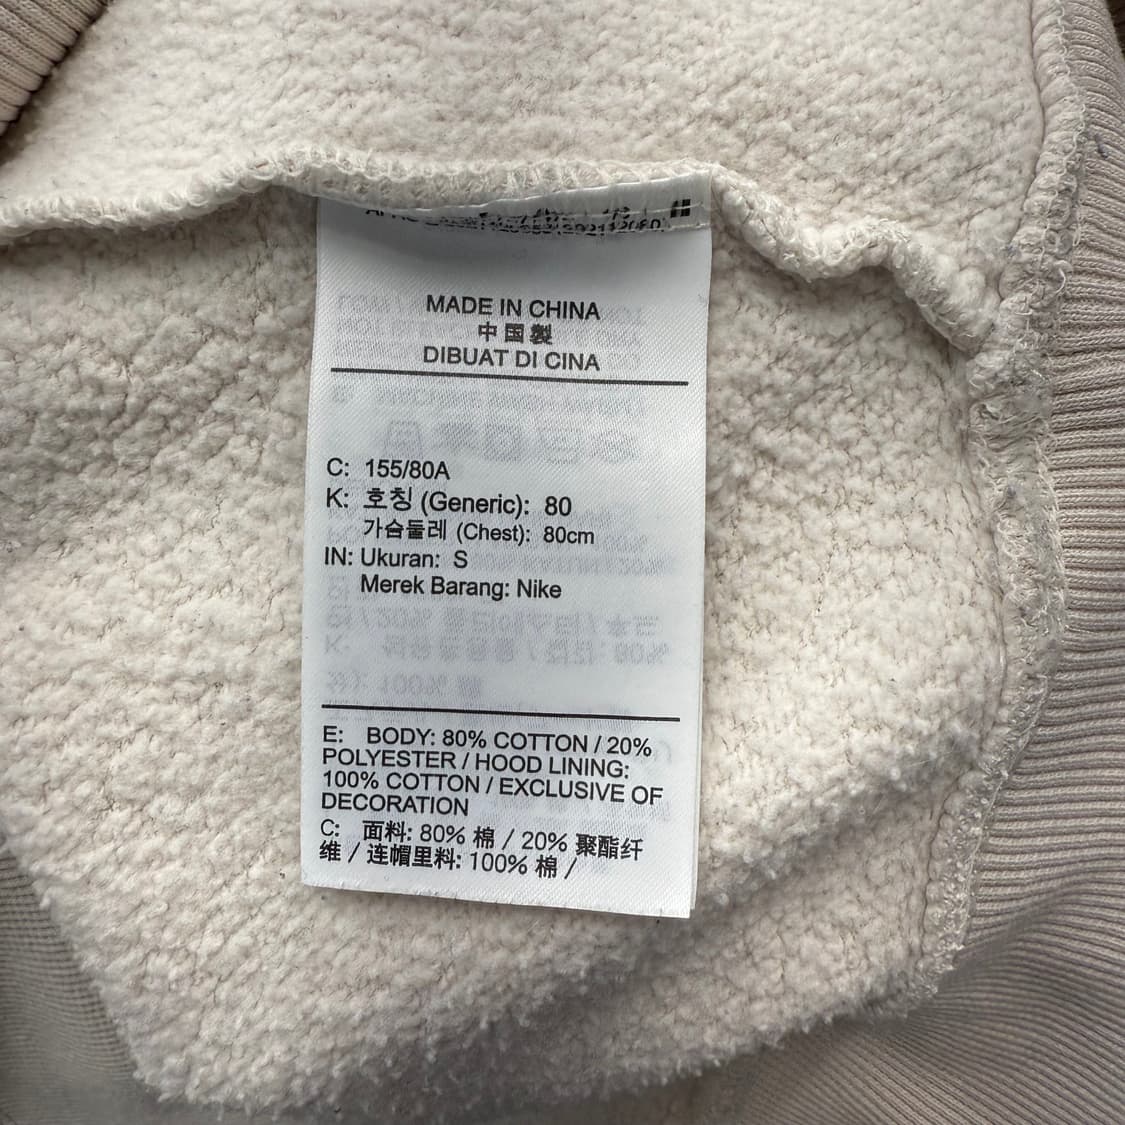 MADE IN CHINA
中国製
DIBUAT DI CINA
C: 155/80A
K: 호칭 (Generic): 80
가슴둘레 (Chest): 80cm
IN: Ukuran: S
Merek Barang: Nike
E: BODY: 80% COTTON / 20%
POLYESTER / HOOD LINING:
100% COTTON / EXCLUSIVE OF
DECORATION
C: 面料: 80% 棉 / 20% 聚酯纤
维 / 连帽里料: 100% 棉 /